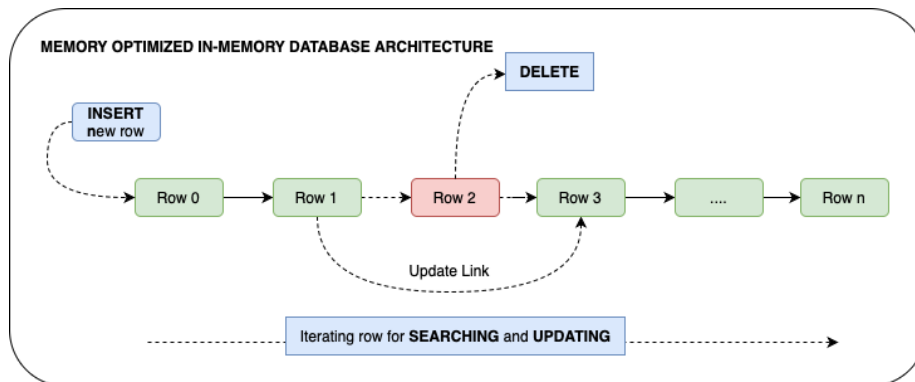 MEMORY OPTIMIZED IN-MEMORY DATABASE ARCHITECTURE
DELETE
INSERT
new row
Row 0
Row 1
Row 2
Row 3
....
Row n
Update Link
Iterating row for SEARCHING and UPDATING